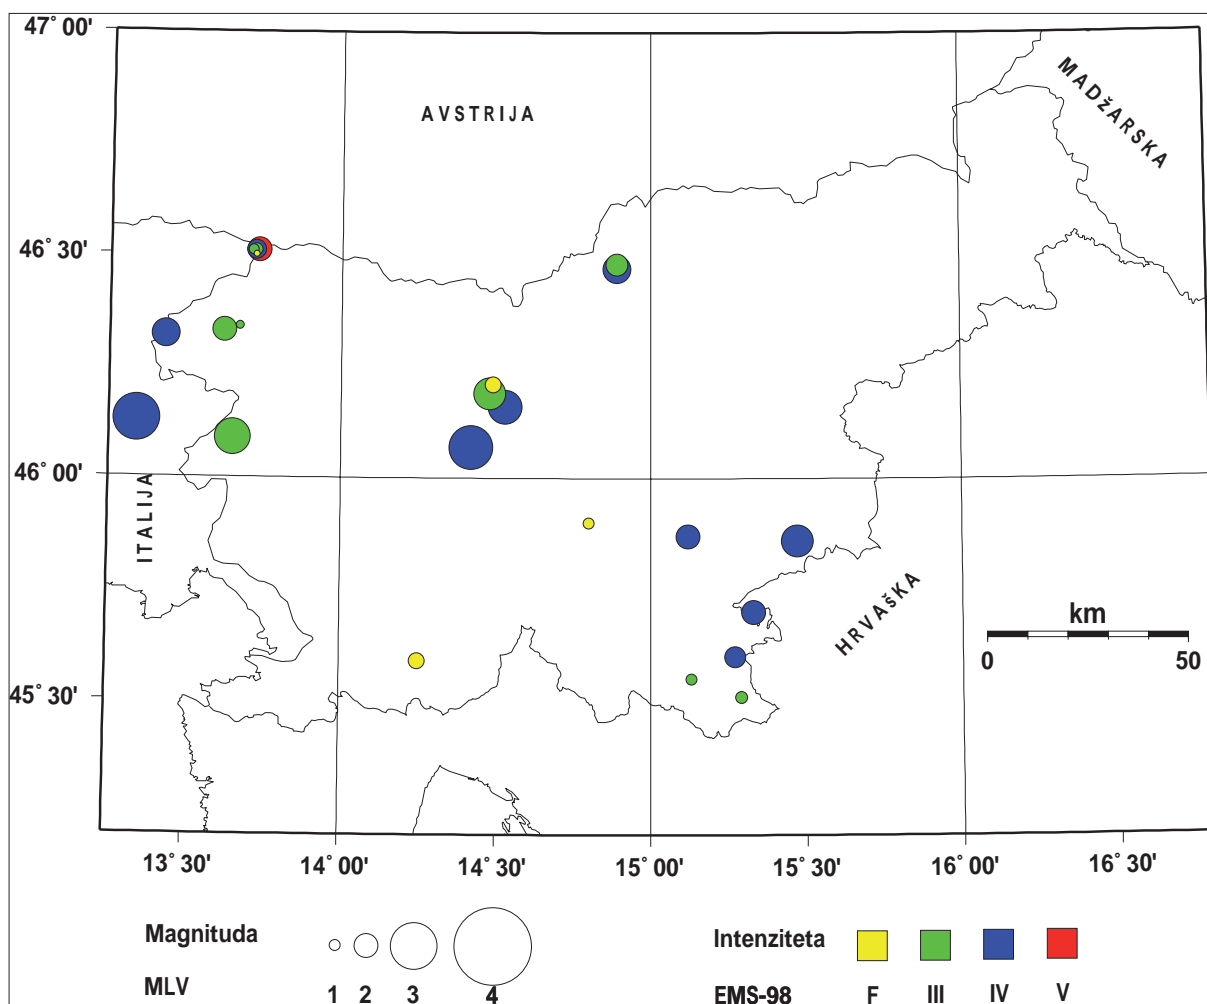 47° 00'
AVSTRIJA
MADžARSKA
46° 30'
46° 00'
ITALIJA
HRVAšKA
km
0 50
45° 30'
13° 30' 14° 00' 14° 30' 15° 00' 15° 30' 16° 00' 16° 30'
Magnituda
MLV 1 2 3 4
Intenziteta
EMS-98 F III IV V